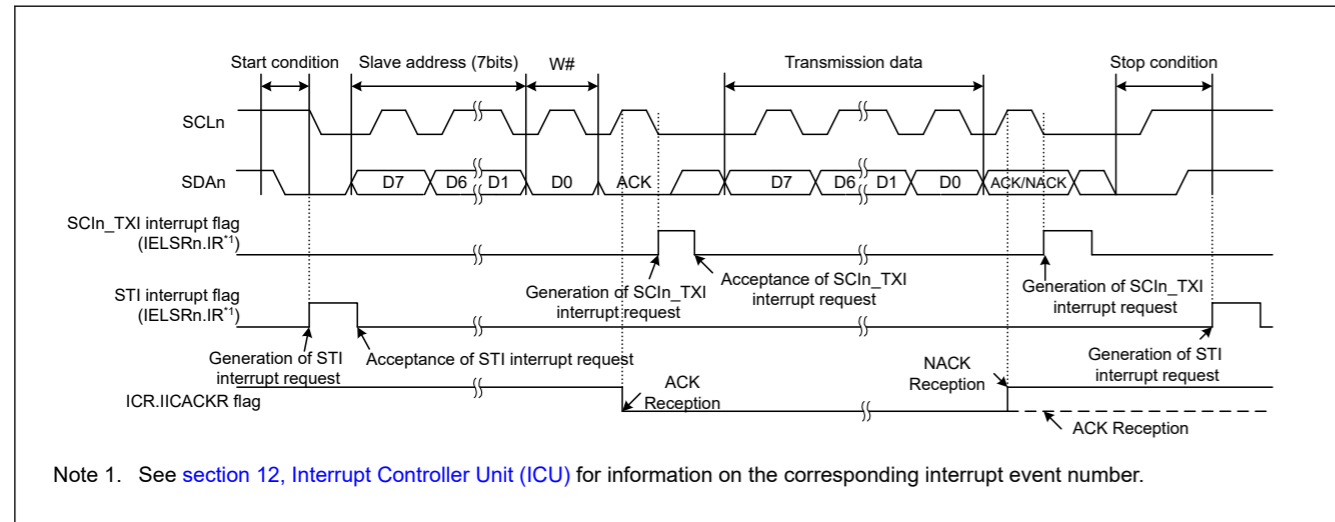 Start condition
Slave address (7bits)
W#
Transmission data
Stop condition
SCLn
SDAn
D7
D6
D1
D0
ACK
D7
D6
D1
D0
ACK/NACK
SCIn_TXI interrupt flag
(IELSRn.IR*1)
Generation of SCIn_TXI
interrupt request
Acceptance of SCIn_TXI
interrupt request
Generation of SCIn_TXI
interrupt request
STI interrupt flag
(IELSRn.IR*1)
Generation of STI
interrupt request
Acceptance of STI interrupt request
Generation of STI
interrupt request
ICR.IICACKR flag
ACK
Reception
NACK
Reception
ACK Reception
Note 1. See section 12, Interrupt Controller Unit (ICU) for information on the corresponding interrupt event number.